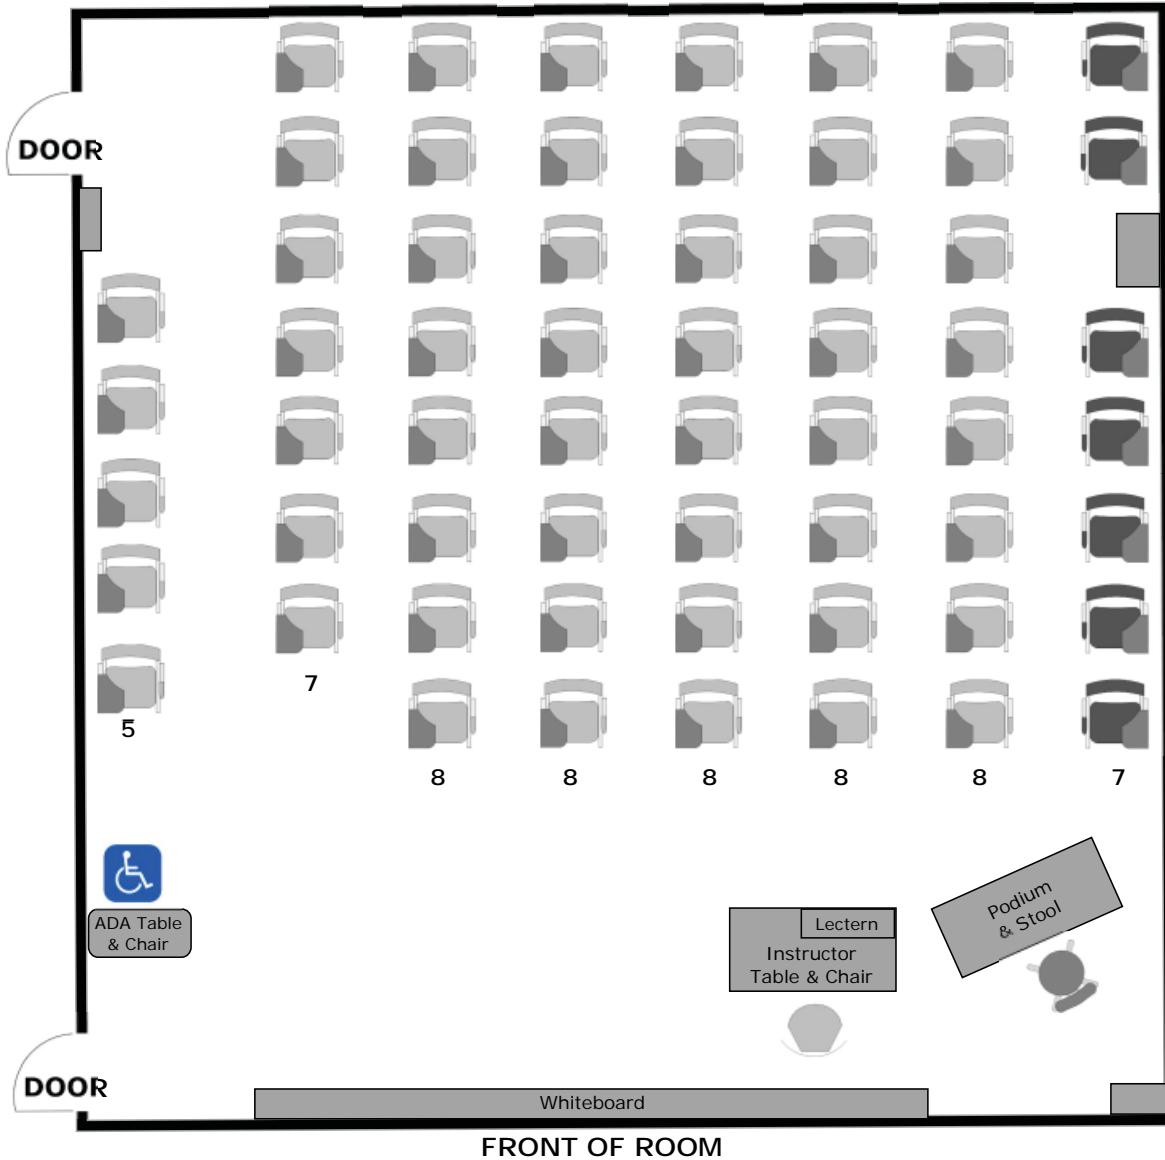 DOOR
7
5
8 8 8 8 8 7
ADA Table
& Chair
Lectern
Instructor
Table & Chair
Podium
& Stool
DOOR
Whiteboard
FRONT OF ROOM